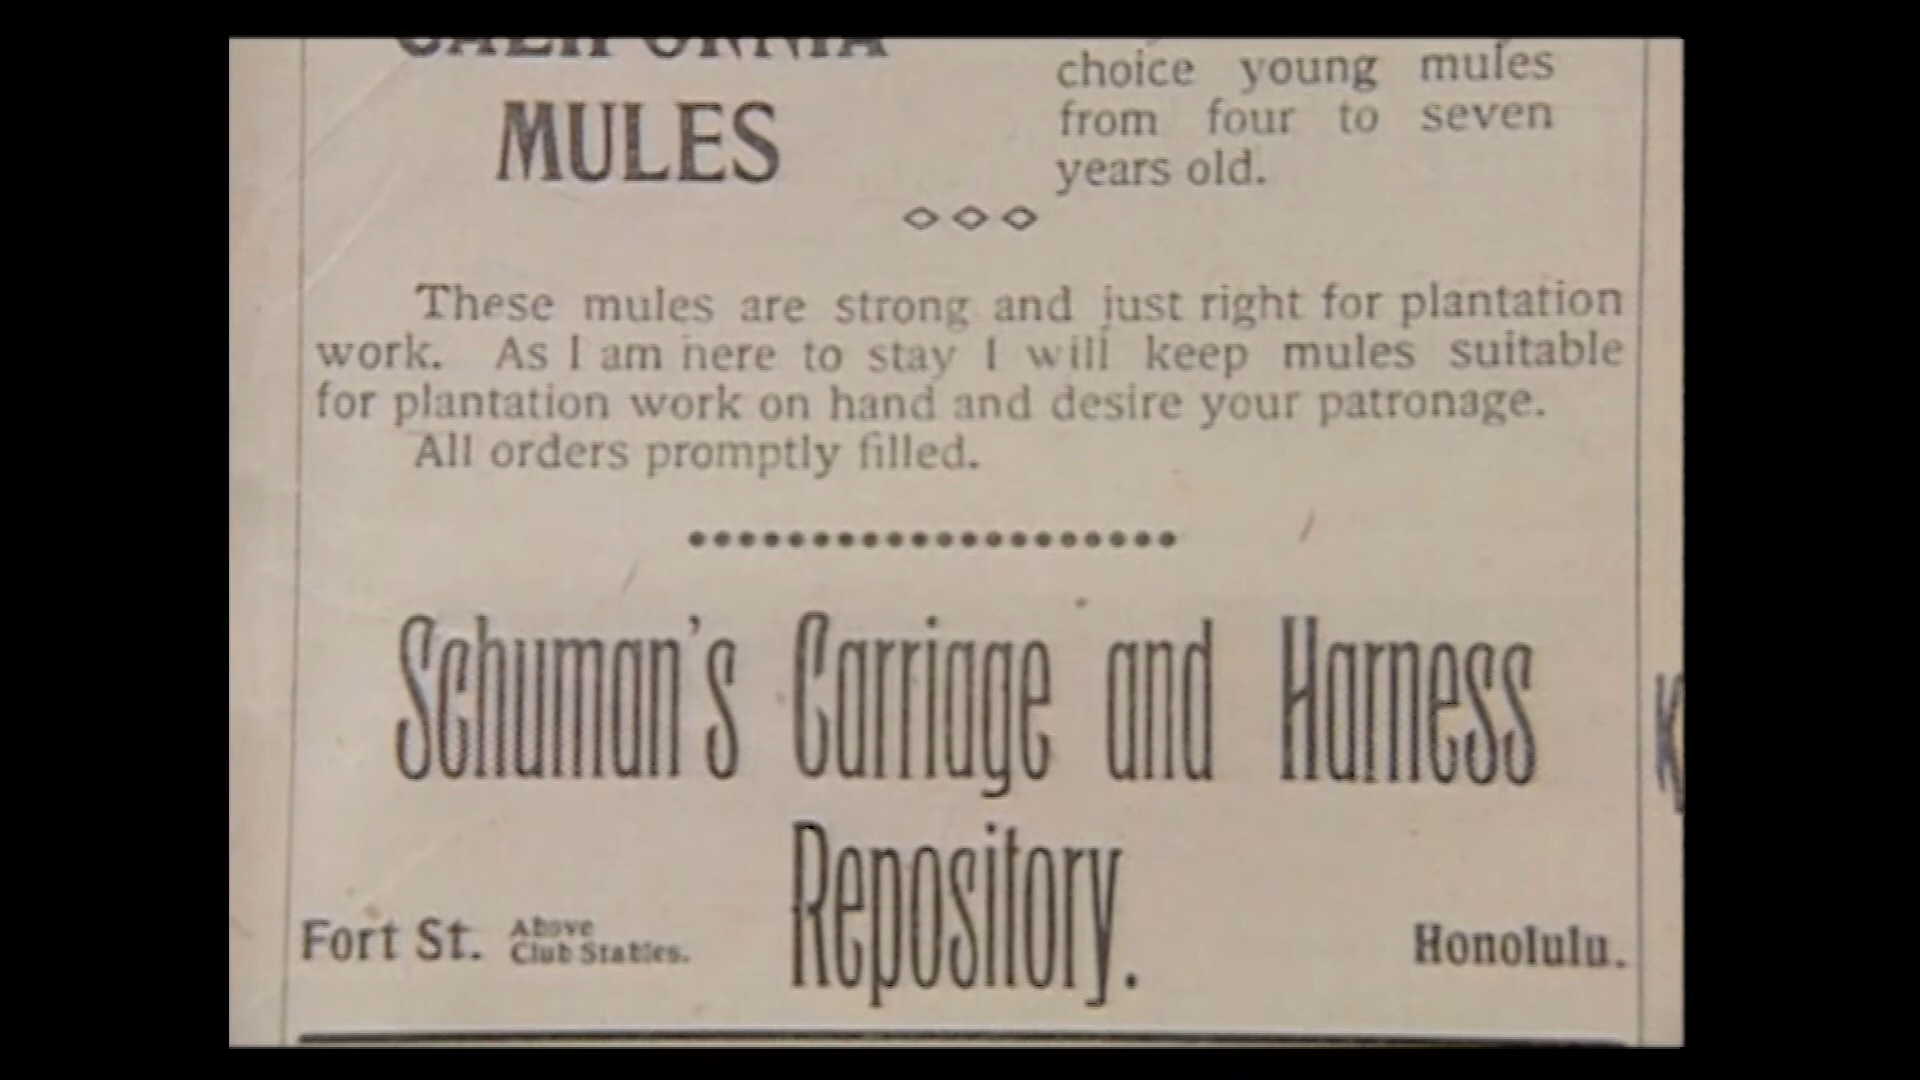 CALIFORNIA
MULES
choice young mules
from four to seven
years old.
These mules are strong and just right for plantation
work. As I am here to stay I will keep mules suitable
for plantation work on hand and desire your patronage.
All orders promptly filled.
Schuman's Carriage and Harness
Repository.
Fort St. Above
Club Stables.
Honolulu.